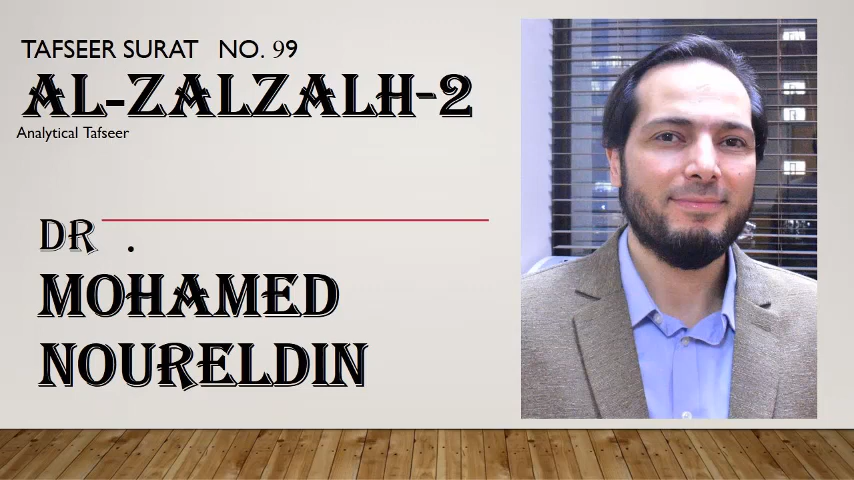 TAFSEER SURAT NO. 99
AL-ZALZALH-2
Analytical Tafseer
DR .
MOHAMED
NOURELDIN